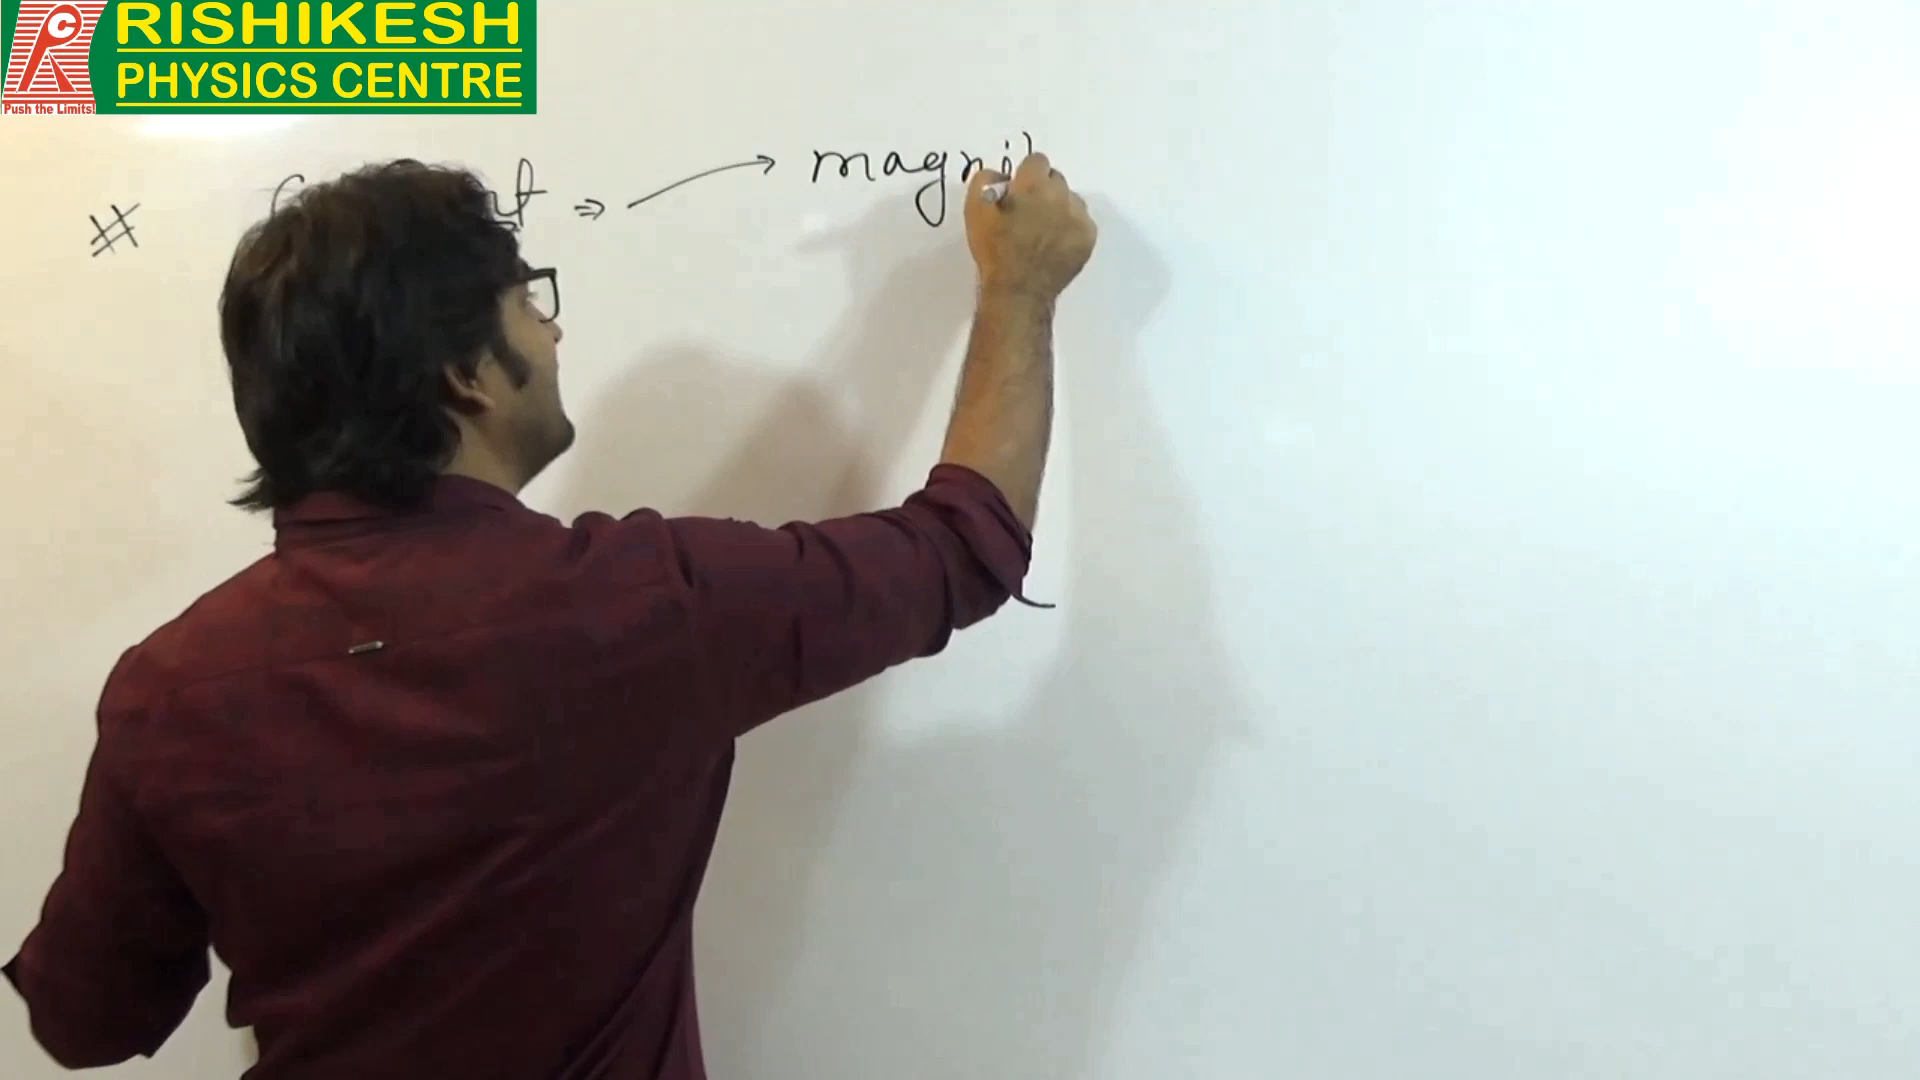 RISHIKESH
PHYSICS CENTRE
Push the Limits!
# ⇒ → magni